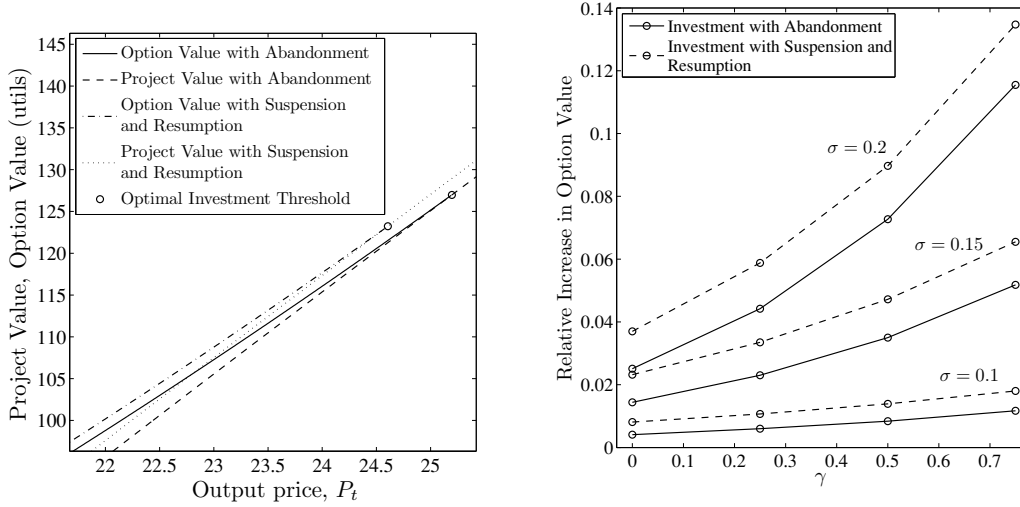 145
140
135
130
125
120
115
110
105
100
Project Value, Option Value (utils)
Option Value with Abandonment
Project Value with Abandonment
Option Value with Suspension
and Resumption
Project Value with Suspension
and Resumption
Optimal Investment Threshold
22 22.5 23 23.5 24 24.5 25
Output price, P_t
0.14
0.12
0.1
0.08
0.06
0.04
0.02
0
Relative Increase in Option Value
Investment with Abandonment
Investment with Suspension and
Resumption
σ = 0.2
σ = 0.15
σ = 0.1
0 0.1 0.2 0.3 0.4 0.5 0.6 0.7
γ